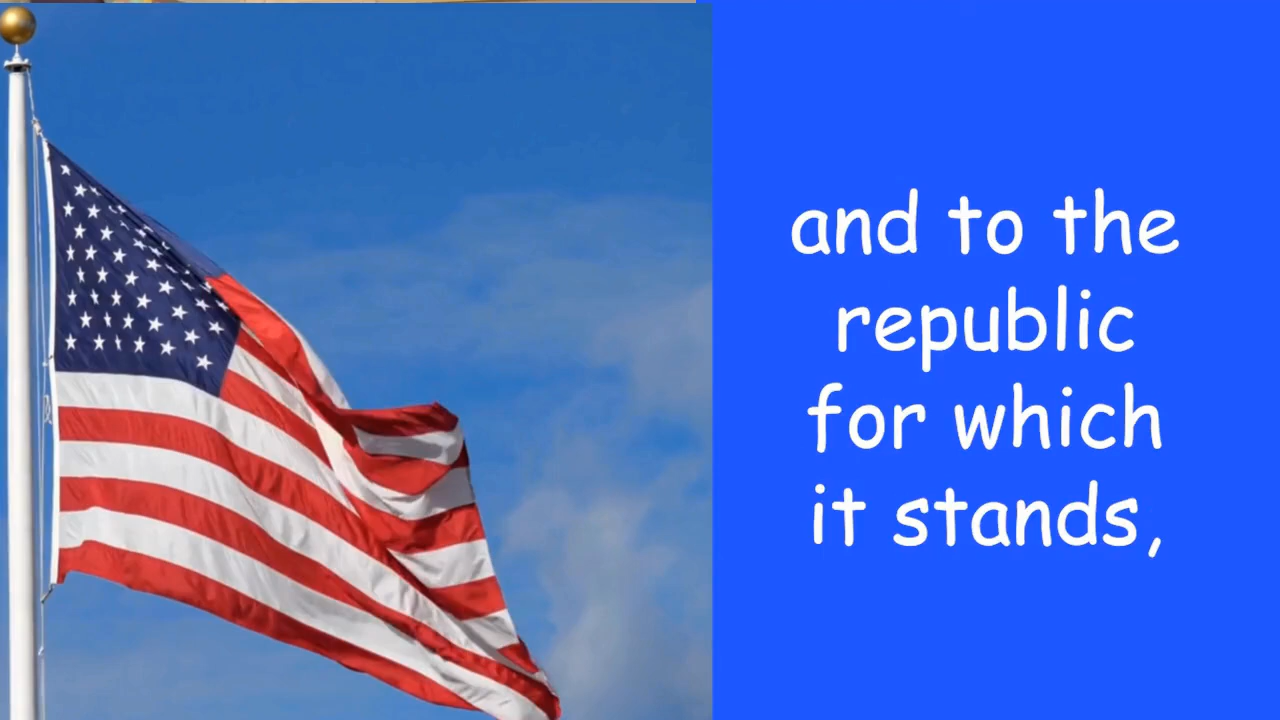 and to the
republic
for which
it stands,